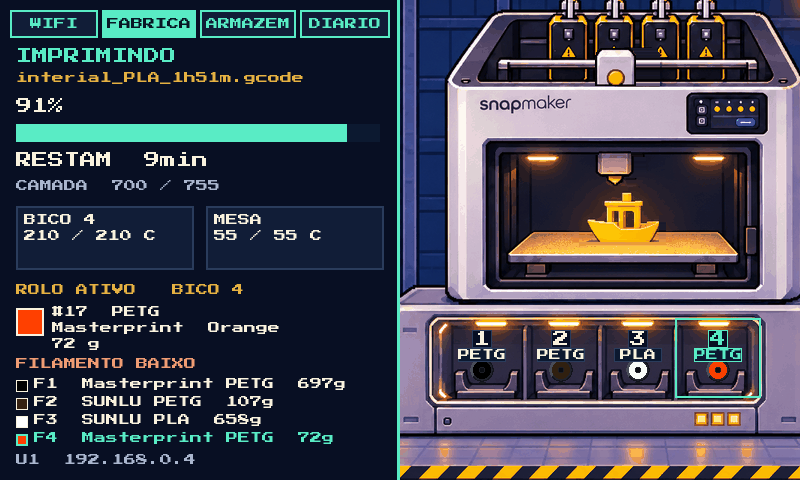 WIFI FABRICA ARMAZEM DIARIO
IMPRIMINDO
interial_PLA_1h51m.gcode
91%
RESTAM 9min
CAMADA 700 / 755
BICO 4
210 / 210 C
MESA
55 / 55 C
ROLO ATIVO BICO 4
#17 PETG
Masterprint Orange
72 g
FILAMENTO BAIXO
F1 Masterprint PETG 697g
F2 SUNLU PETG 107g
F3 SUNLU PLA 658g
F4 Masterprint PETG 72g
U1 192.168.0.4
snapmaker
1
PETG
2
PETG
3
PLA
4
PETG